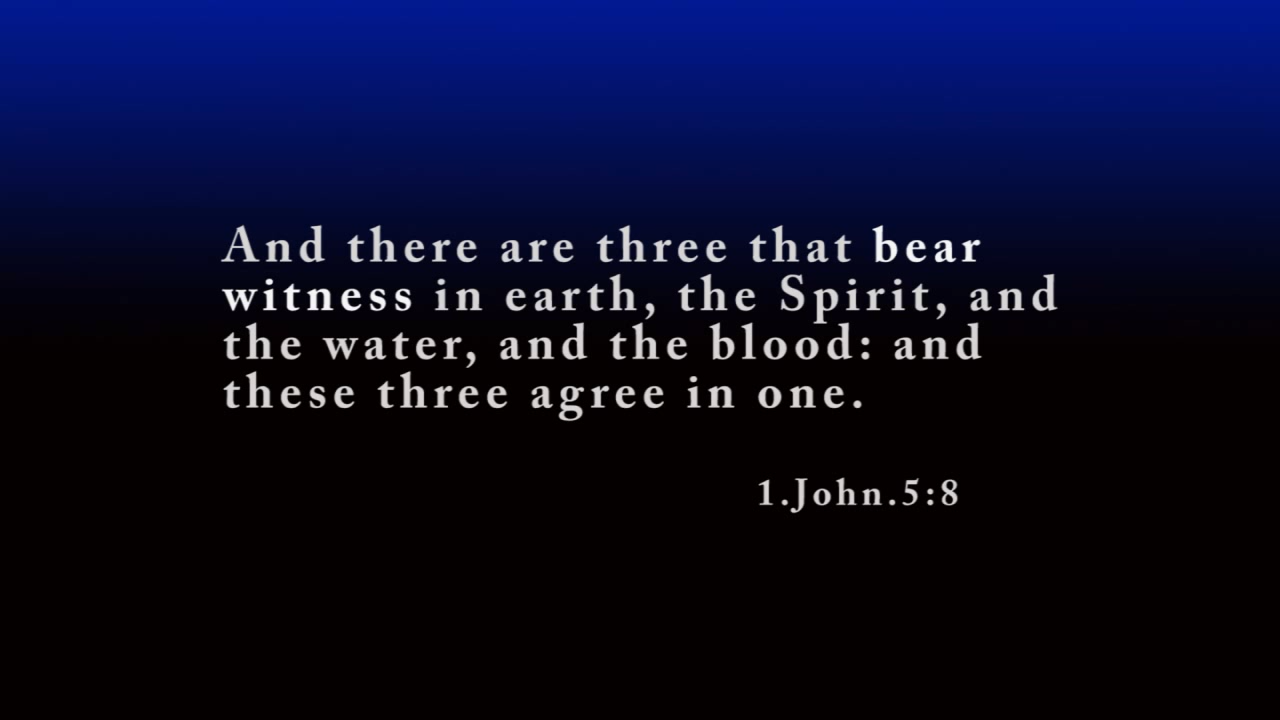 And there are three that bear
witness in earth, the Spirit, and
the water, and the blood: and
these three agree in one.
1.John.5:8